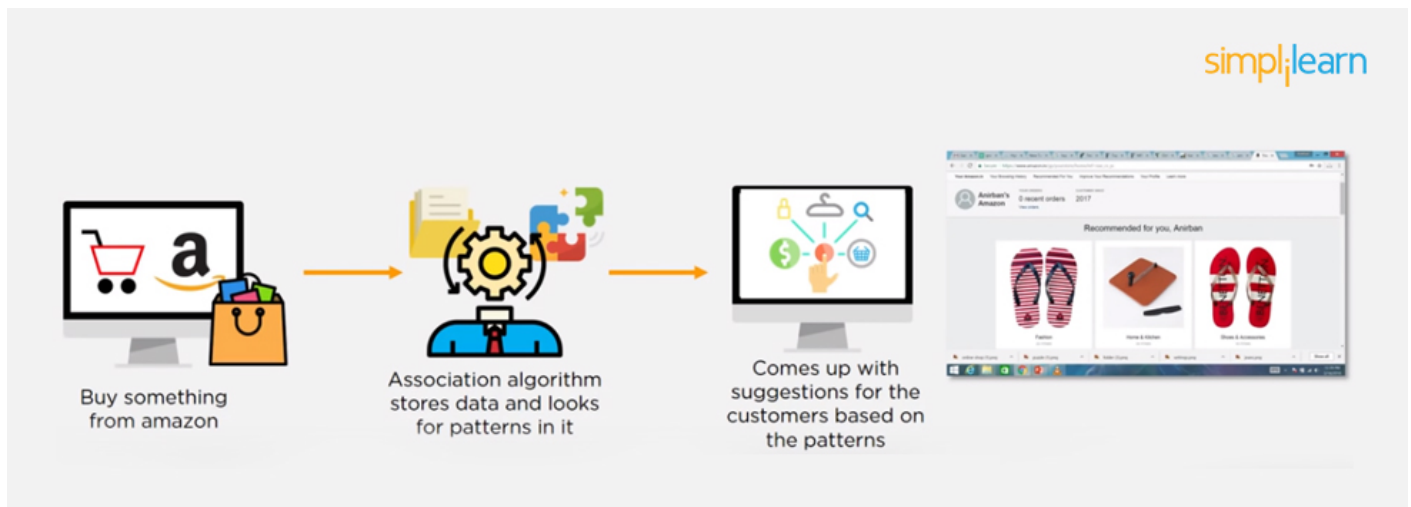 simplilearn
Buy something
from amazon
Association algorithm
stores data and looks
for patterns in it
Comes up with
suggestions for the
customers based on
the patterns
a
$
Anirban's
Amazon
0 recent orders
2017
Recommended for you, Anirban
Fashion
Home & Kitchen
Shoes & Accessories